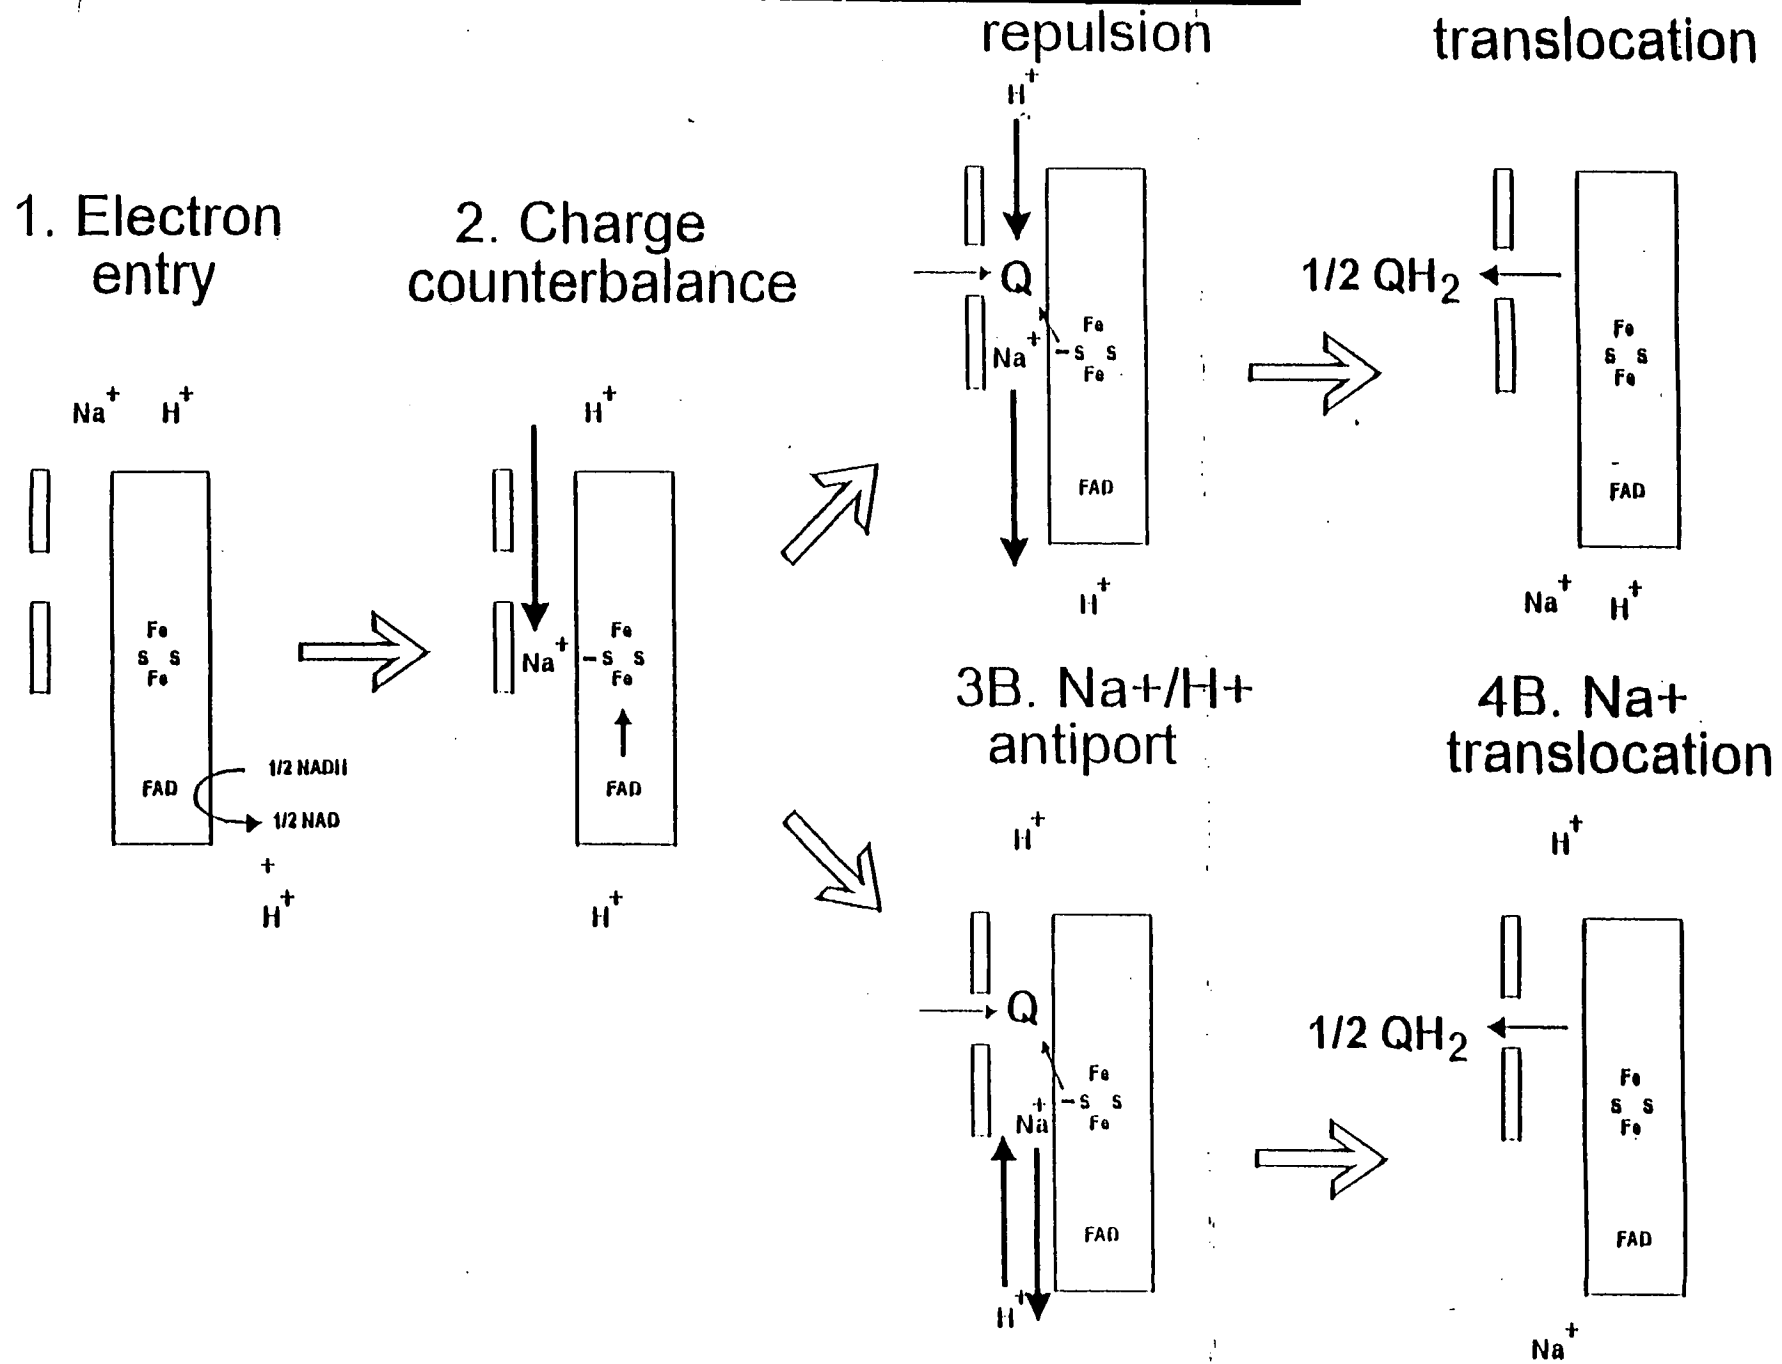 repulsion
translocation
H+
1. Electron
entry
2. Charge
counterbalance
Q
1/2 QH2
Fe
Na+
S S
Fe
Fe
S S
Fe
FAD
FAD
Na+ H+
H+
H+
Na+ H+
Fe
S S
Fe
Na+
Fe
S S
Fe
FAD
1/2 NADH
1/2 NAD
+
H+
FAD
H+
3B. Na+/H+
antiport
4B. Na+
translocation
H+
H+
Q
1/2 QH2
Fe
S S
Fe
Na+
Fe
S S
Fe
FAD
FAD
H+
Na+